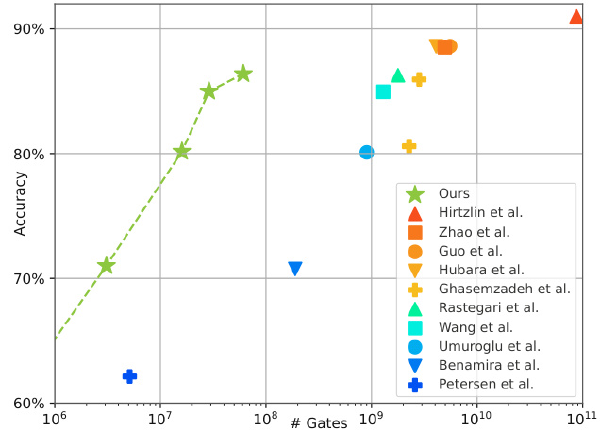 90%
80%
70%
60%
Accuracy
10^6
10^7
10^8
10^9
10^10
10^11
# Gates
Ours
Hirtzlin et al.
Zhao et al.
Guo et al.
Hubara et al.
Ghasemzadeh et al.
Rastegari et al.
Wang et al.
Umuroglu et al.
Benamira et al.
Petersen et al.